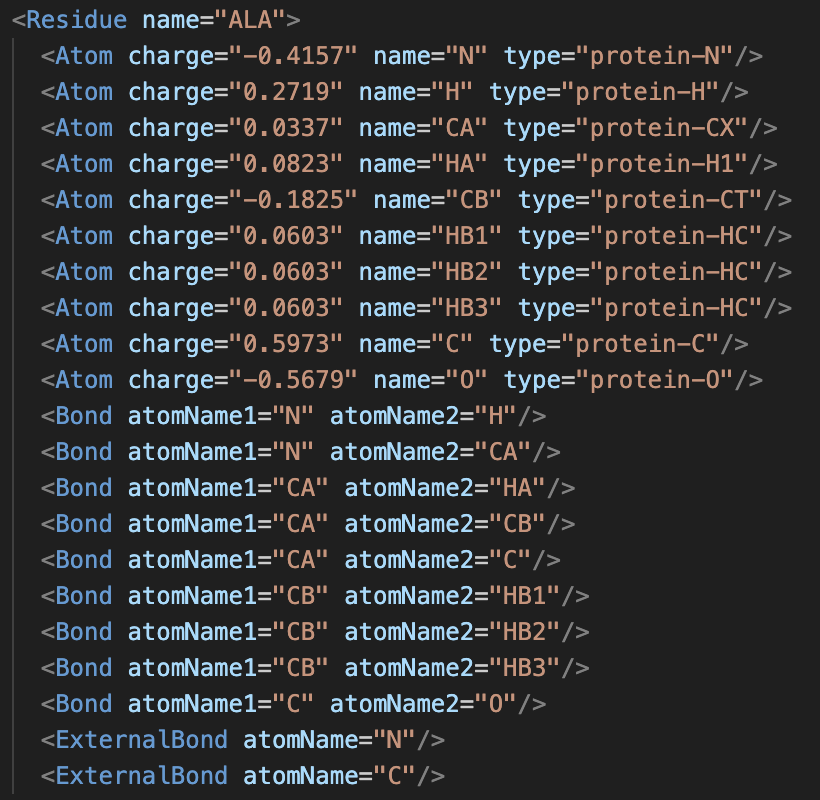 <Residue name="ALA">
<Atom charge="-0.4157" name="N" type="protein-N"/>
<Atom charge="0.2719" name="H" type="protein-H"/>
<Atom charge="0.0337" name="CA" type="protein-CX"/>
<Atom charge="0.0823" name="HA" type="protein-H1"/>
<Atom charge="-0.1825" name="CB" type="protein-CT"/>
<Atom charge="0.0603" name="HB1" type="protein-HC"/>
<Atom charge="0.0603" name="HB2" type="protein-HC"/>
<Atom charge="0.0603" name="HB3" type="protein-HC"/>
<Atom charge="0.5973" name="C" type="protein-C"/>
<Atom charge="-0.5679" name="O" type="protein-O"/>
<Bond atomName1="N" atomName2="H"/>
<Bond atomName1="N" atomName2="CA"/>
<Bond atomName1="CA" atomName2="HA"/>
<Bond atomName1="CA" atomName2="CB"/>
<Bond atomName1="CA" atomName2="C"/>
<Bond atomName1="CB" atomName2="HB1"/>
<Bond atomName1="CB" atomName2="HB2"/>
<Bond atomName1="CB" atomName2="HB3"/>
<Bond atomName1="C" atomName2="O"/>
<ExternalBond atomName="N"/>
<ExternalBond atomName="C"/>